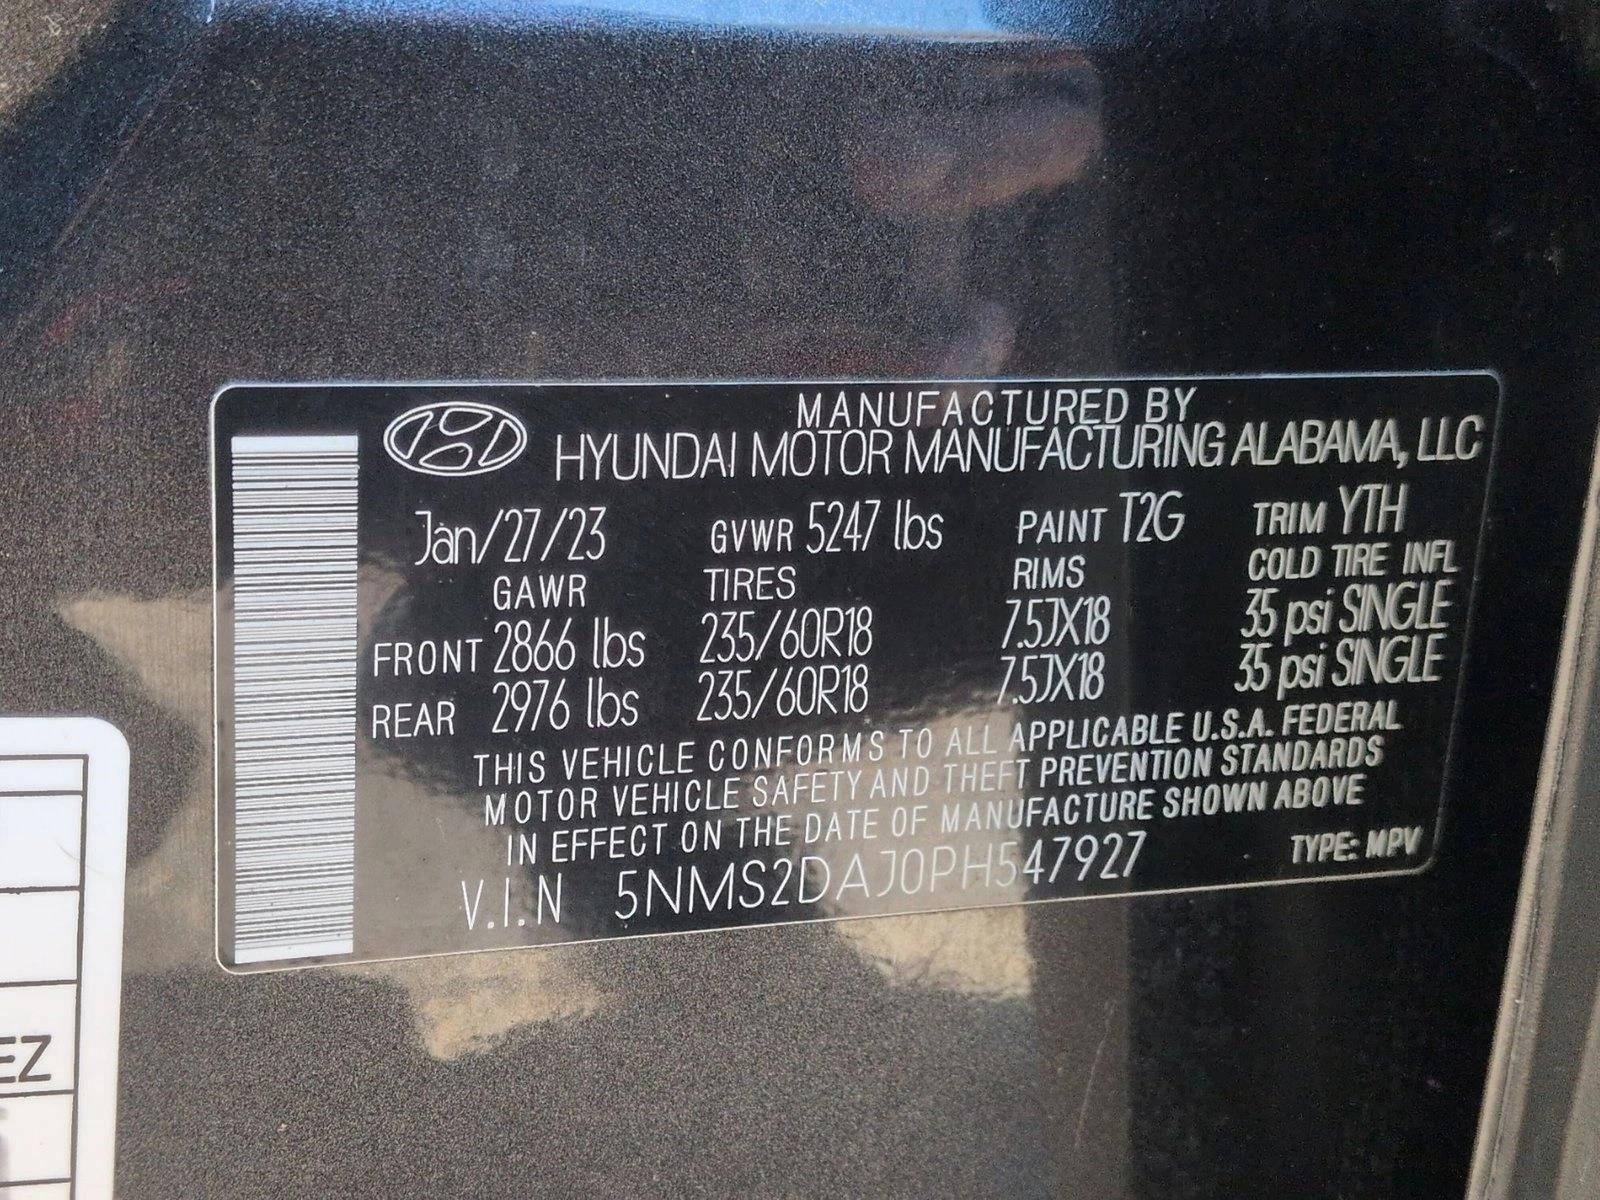 MANUFACTURED BY
HYUNDAI MOTOR MANUFACTURING ALABAMA, LLC
Jan/27/23 GVWR 5247 lbs PAINT T2G TRIM YTH
GAWR TIRES RIMS COLD TIRE INFL
FRONT 2866 lbs 235/60R18 7.5JX18 35 psi SINGLE
REAR 2976 lbs 235/60R18 7.5JX18 35 psi SINGLE
THIS VEHICLE CONFORMS TO ALL APPLICABLE U.S.A. FEDERAL
MOTOR VEHICLE SAFETY AND THEFT PREVENTION STANDARDS
IN EFFECT ON THE DATE OF MANUFACTURE SHOWN ABOVE
V.I.N 5NMS2DAJ0PH547927 TYPE: MPV
EZ